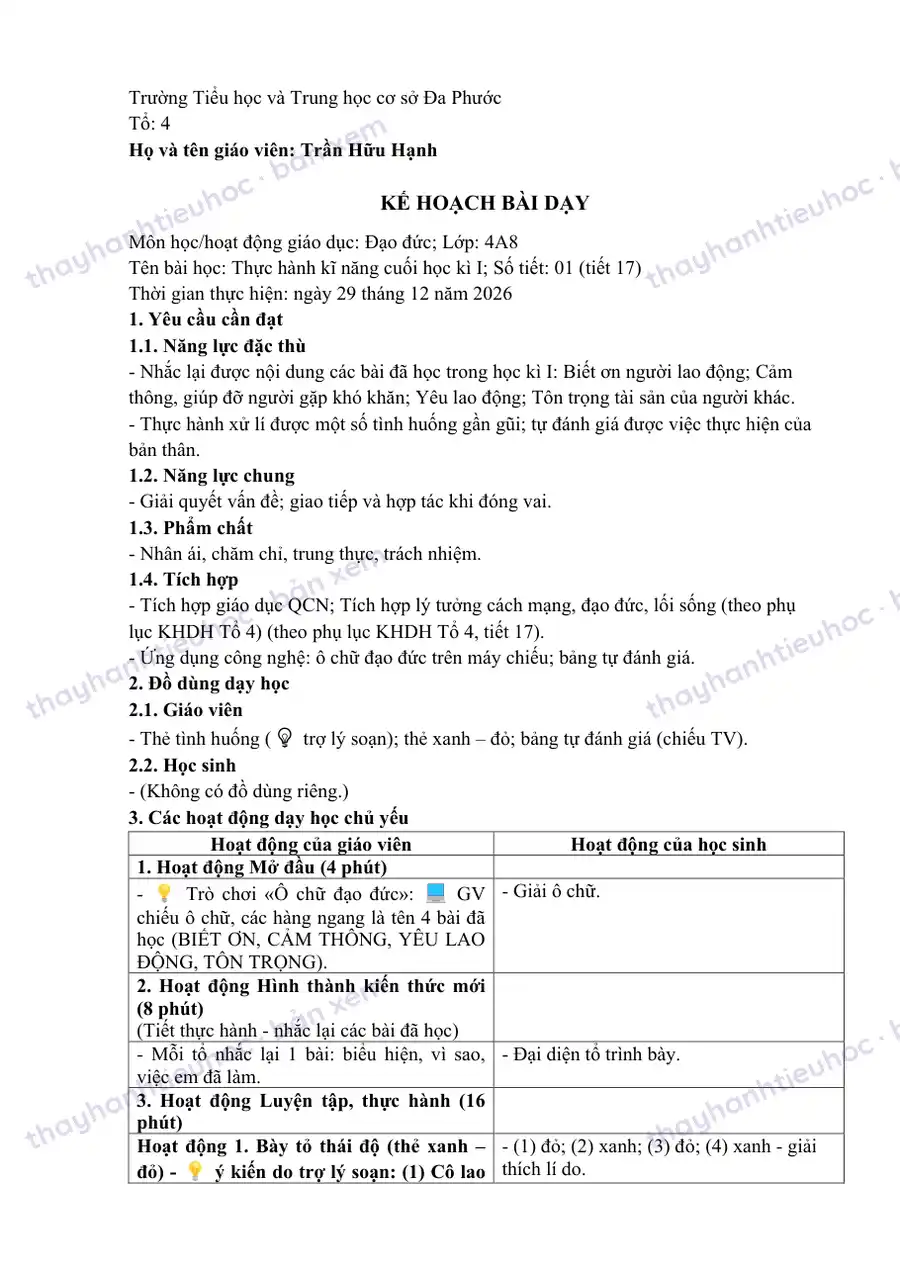 Trường Tiểu học và Trung học cơ sở Đa Phước
Tổ: 4
Họ và tên giáo viên: Trần Hữu Hạnh
KẾ HOẠCH BÀI DẠY
Môn học/hoạt động giáo dục: Đạo đức; Lớp: 4A8
Tên bài học: Thực hành kĩ năng cuối học kì I; Số tiết: 01 (tiết 17)
Thời gian thực hiện: ngày 29 tháng 12 năm 2026
1. Yêu cầu cần đạt
1.1. Năng lực đặc thù
- Nhắc lại được nội dung các bài đã học trong học kì I: Biết ơn người lao động; Cảm
thông, giúp đỡ người gặp khó khăn; Yêu lao động; Tôn trọng tài sản của người khác.
- Thực hành xử lí được một số tình huống gần gũi; tự đánh giá được việc thực hiện của
bản thân.
1.2. Năng lực chung
- Giải quyết vấn đề; giao tiếp và hợp tác khi đóng vai.
1.3. Phẩm chất
- Nhân ái, chăm chỉ, trung thực, trách nhiệm.
1.4. Tích hợp
- Tích hợp giáo dục QCN; Tích hợp lý tưởng cách mạng, đạo đức, lối sống (theo phụ
lục KHDH Tổ 4) (theo phụ lục KHDH Tổ 4, tiết 17).
- Ứng dụng công nghệ: ô chữ đạo đức trên máy chiếu; bảng tự đánh giá.
2. Đồ dùng dạy học
2.1. Giáo viên
- Thẻ tình huống ( trợ lý soạn); thẻ xanh – đỏ; bảng tự đánh giá (chiếu TV).
2.2. Học sinh
- (Không có đồ dùng riêng.)
3. Các hoạt động dạy học chủ yếu
Hoạt động của giáo viên
Hoạt động của học sinh
1. Hoạt động Mở đầu (4 phút)
- Trò chơi «Ô chữ đạo đức»: GV
chiếu ô chữ, các hàng ngang là tên 4 bài đã
học (BIẾT ƠN, CẢM THÔNG, YÊU LAO
ĐỘNG, TÔN TRỌNG).
- Giải ô chữ.
2. Hoạt động Hình thành kiến thức mới
(8 phút)
(Tiết thực hành - nhắc lại các bài đã học)
- Mỗi tổ nhắc lại 1 bài: biểu hiện, vì sao,
việc em đã làm.
- Đại diện tổ trình bày.
3. Hoạt động Luyện tập, thực hành (16
phút)
Hoạt động 1. Bày tỏ thái độ (thẻ xanh –
đỏ) - ý kiến do trợ lý soạn: (1) Cô lao
- (1) đỏ; (2) xanh; (3) đỏ; (4) xanh - giải
thích lí do.
thayhanhtieuhoc · bản xem
thayhanhtieuhoc · b
thayhanhtieuhoc · bản xem
thayhanhtieuhoc · b
thayhanhtieuhoc · bản xem
thayhanhtieuhoc · b